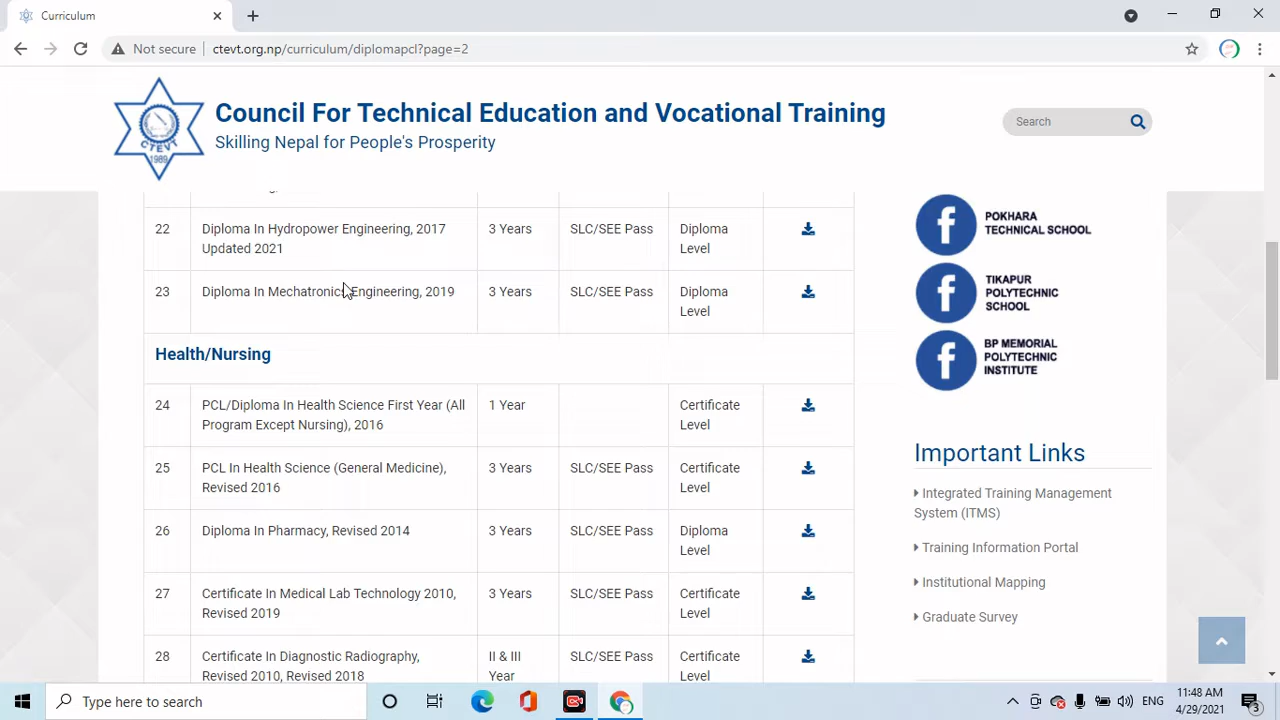 Curriculum
Not secure
ctevt.org.np/curriculum/diplomapcl?page=2
CTEVT
1989
Council For Technical Education and Vocational Training
Skilling Nepal for People's Prosperity
Search
22 Diploma In Hydropower Engineering, 2017 3 Years SLC/SEE Pass Diploma
Updated 2021 Level
23 Diploma In Mechatronics Engineering, 2019 3 Years SLC/SEE Pass Diploma
Level
Health/Nursing
24 PCL/Diploma In Health Science First Year (All 1 Year Certificate
Program Except Nursing), 2016 Level
25 PCL In Health Science (General Medicine), 3 Years SLC/SEE Pass Certificate
Revised 2016 Level
26 Diploma In Pharmacy, Revised 2014 3 Years SLC/SEE Pass Diploma
Level
27 Certificate In Medical Lab Technology 2010, 3 Years SLC/SEE Pass Certificate
Revised 2019 Level
28 Certificate In Diagnostic Radiography, II & III SLC/SEE Pass Certificate
Revised 2010, Revised 2018 Year Level
POKHARA
TECHNICAL SCHOOL
TIKAPUR
POLYTECHNIC
SCHOOL
BP MEMORIAL
POLYTECHNIC
INSTITUTE
Important Links
Integrated Training Management
System (ITMS)
Training Information Portal
Institutional Mapping
Graduate Survey
Type here to search
ENG
11:48 AM
4/29/2021
3